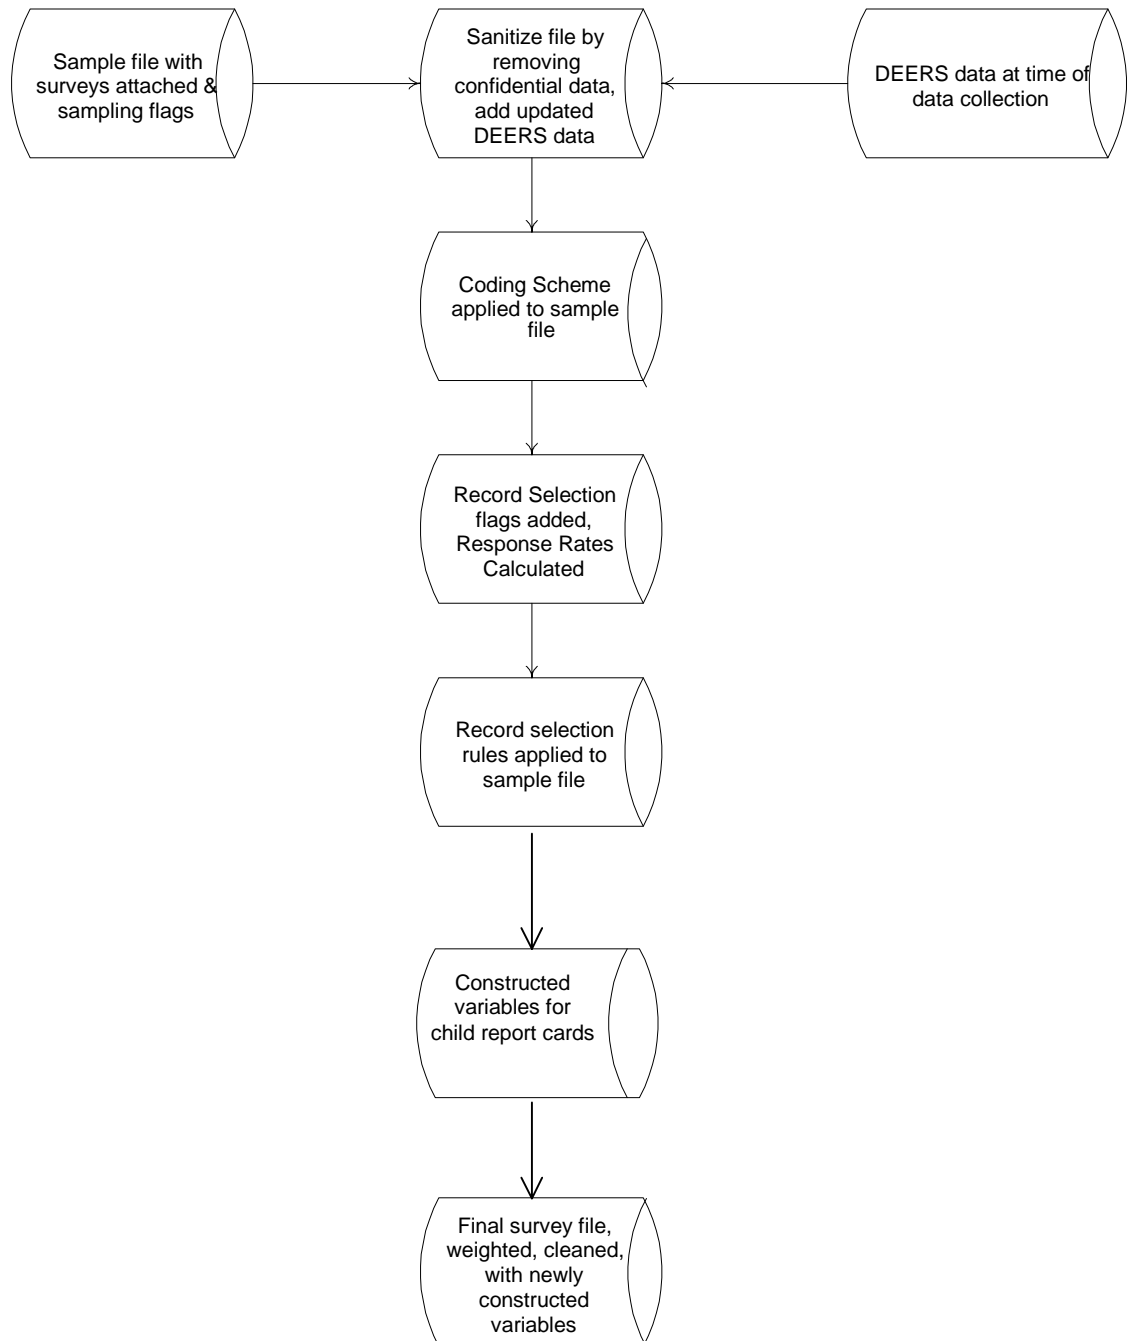 Sample file with
surveys attached &
sampling flags
Sanitize file by
removing
confidential data,
add updated
DEERS data
DEERS data at time of
data collection
Coding Scheme
applied to sample
file
Record Selection
flags added,
Response Rates
Calculated
Record selection
rules applied to
sample file
Constructed
variables for
child report cards
Final survey file,
weighted, cleaned,
with newly
constructed
variables